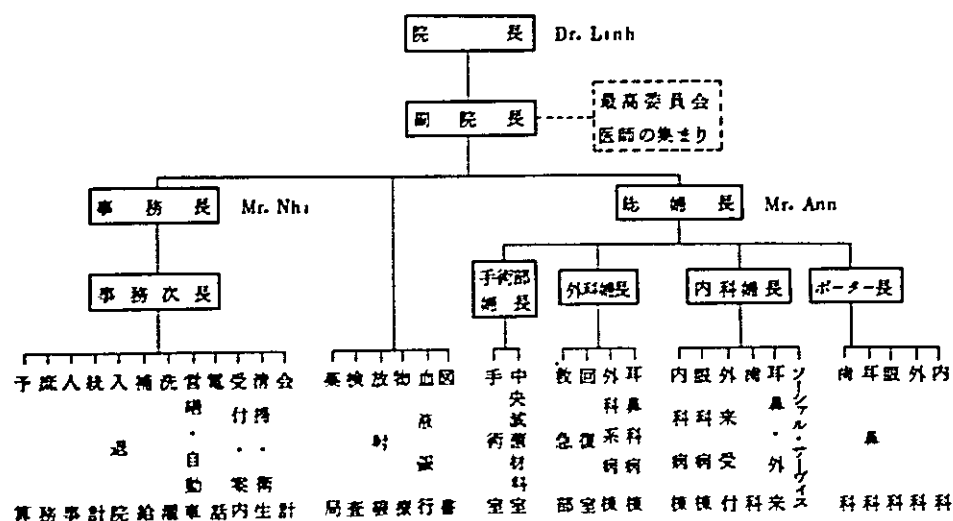 院長 Dr. Linh
副院長
最高委員会
医師の集まり
事務長 Mr. Nhi
総婦長 Mr. Ann
事務次長
手術部
婦長
外科婦長
内科婦長
ポーター長
予算
庶務
人事
統計
入退院
補給
洗濯
営繕・自動車
電話
受付・案内
清掃・衛生
会計
薬局
検査
放射線
物療
血液銀行
図書
手術室
中央試療材料室
救急部
回復室
外科系病棟
耳鼻科病棟
内科病棟
眼科病棟
外来受付
歯科
耳鼻・外来
ソーシャル・サーヴィス
歯科
耳鼻科
眼科
外科
内科